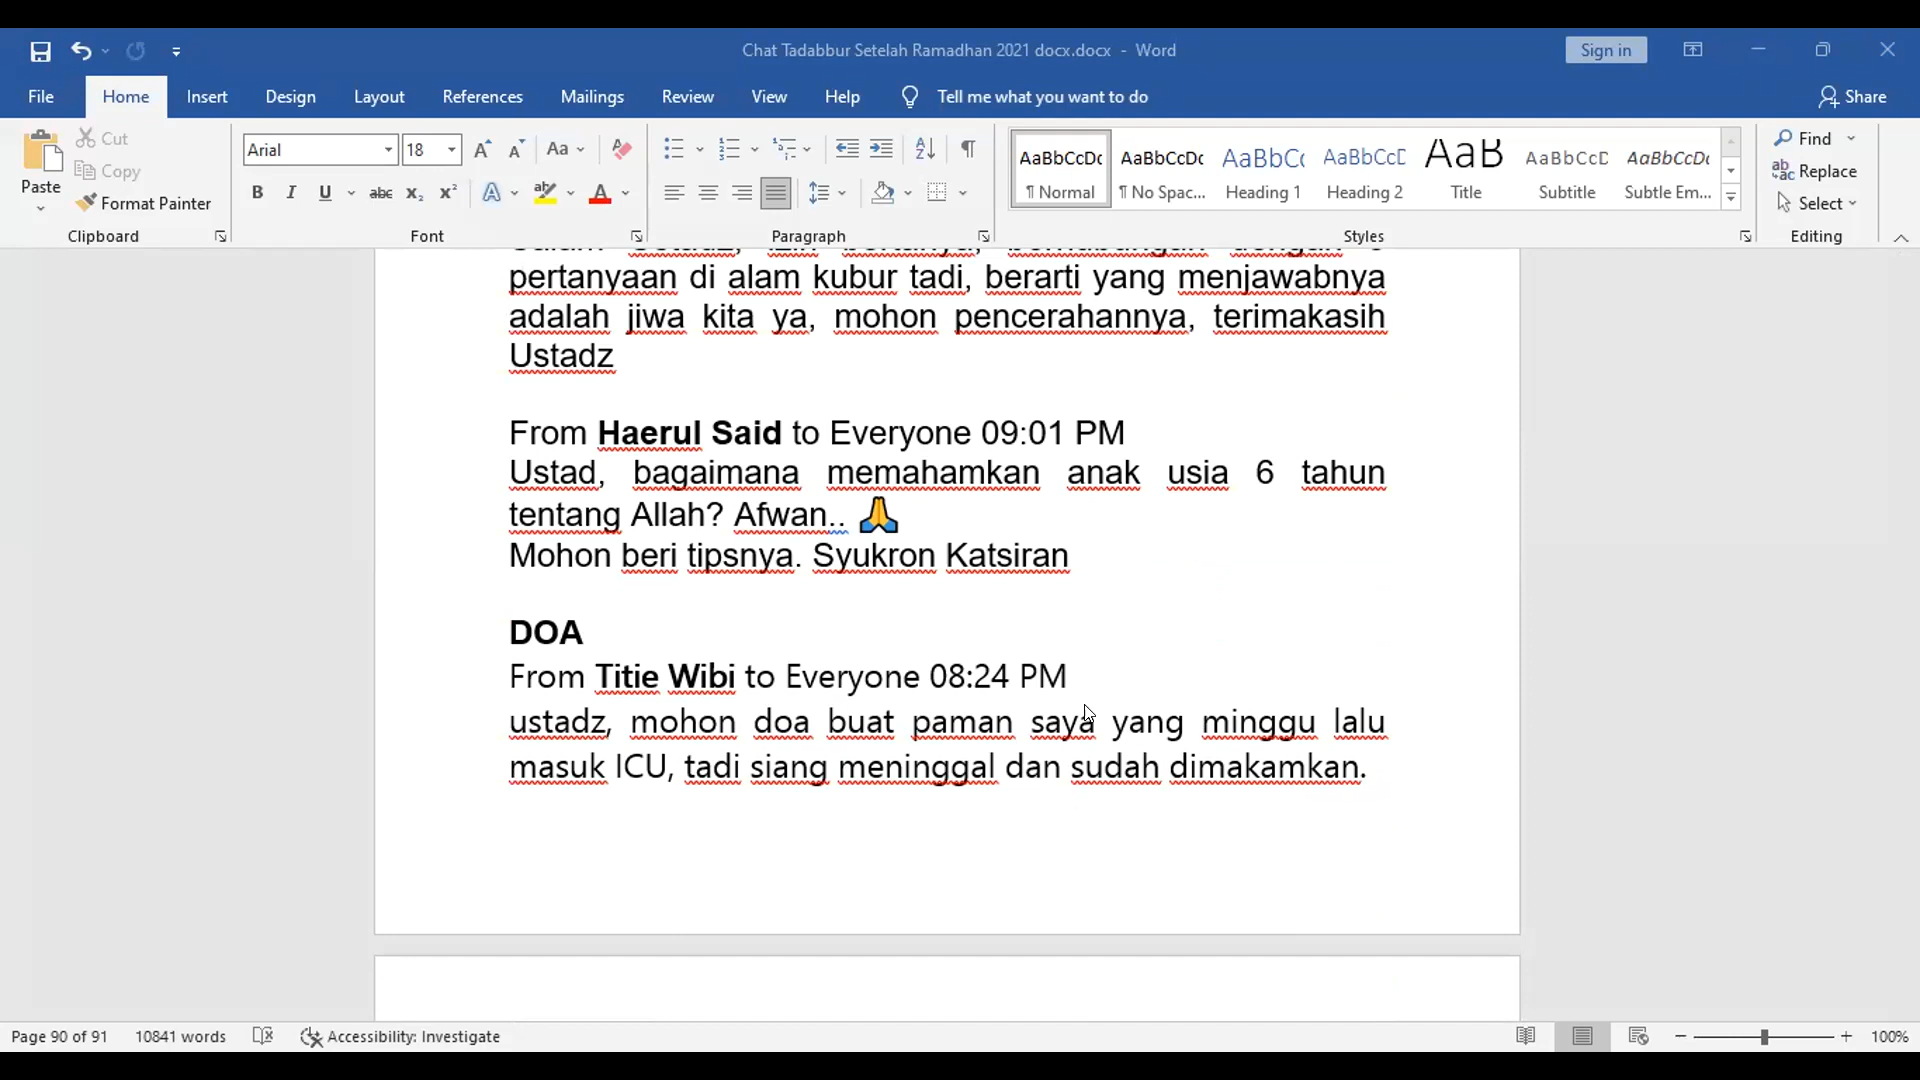 Chat Tadabbur Setelah Ramadhan 2021 docx.docx - Word
Sign in
File Home Insert Design Layout References Mailings Review View Help Tell me what you want to do Share
Paste
Cut
Copy
Format Painter
Clipboard
Arial 18
Font
Paragraph
AaBbCcDc AaBbCcDc AaBbCc AaBbCcD AaB AaBbCcD AaBbCcDc
¶ Normal ¶ No Spac... Heading 1 Heading 2 Title Subtitle Subtle Em...
Styles
Find
Replace
Select
Editing
pertanyaan di alam kubur tadi, berarti yang menjawabnya
adalah jiwa kita ya, mohon pencerahannya, terimakasih
Ustadz
From Haerul Said to Everyone 09:01 PM
Ustad, bagaimana memahamkan anak usia 6 tahun
tentang Allah? Afwan.. 🙏
Mohon beri tipsnya. Syukron Katsiran
DOA
From Titie Wibi to Everyone 08:24 PM
ustadz, mohon doa buat paman saya yang minggu lalu
masuk ICU, tadi siang meninggal dan sudah dimakamkan.
Page 90 of 91 10841 words Accessibility: Investigate 100%